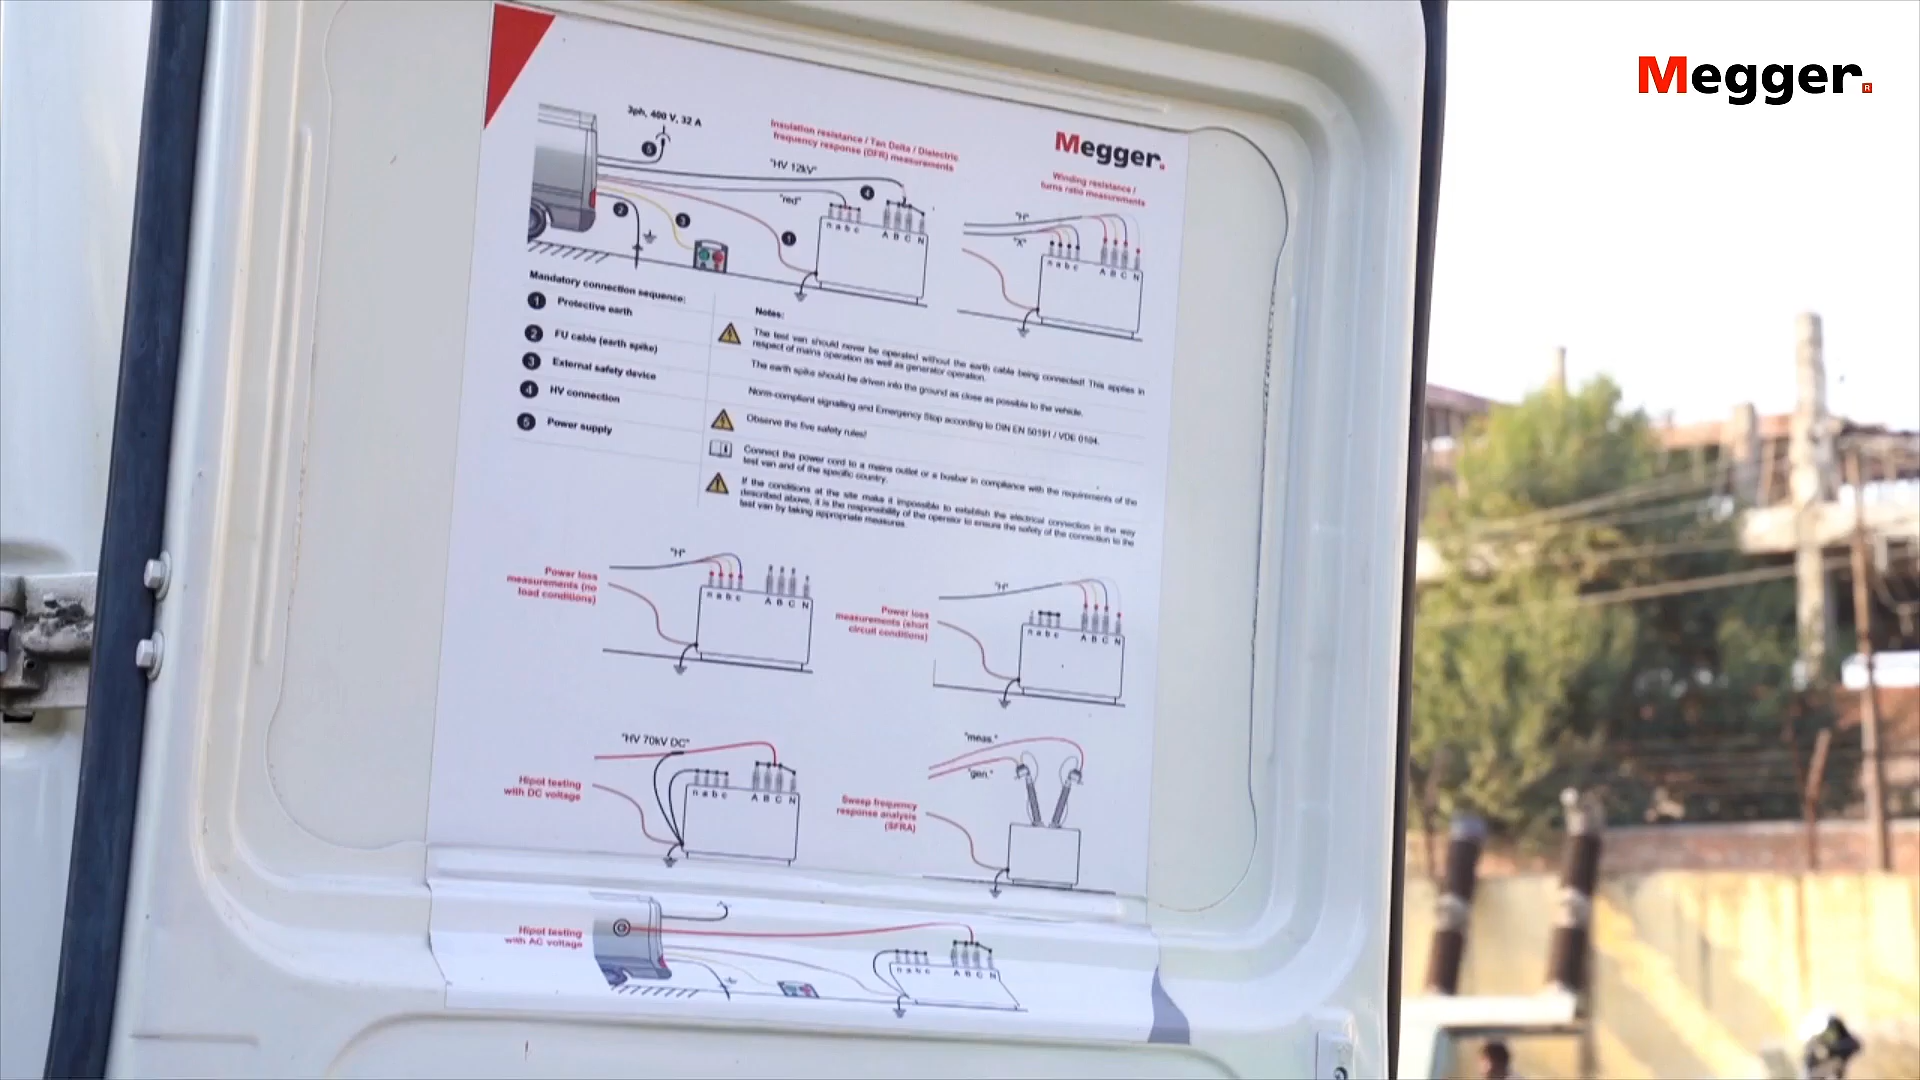 Megger.
Megger.
3ph, 400 V, 32 A
5
Insulation resistance / Tan Delta / Dielectric
frequency response (DFR) measurements
"HV 12kV"
4
"red"
2
3
1
n a b c
A B C N
Winding resistance /
turns ratio measurements
"H"
"X"
n a b c
A B C N
Mandatory connection sequence:
1 Protective earth
2 FU cable (earth spike)
3 External safety device
4 HV connection
5 Power supply
Notes:
The test van should never be operated without the earth cable being connected! This applies in
respect of mains operation as well as generator operation.
The earth spike should be driven into the ground as close as possible to the vehicle.
Norm-compliant signalling and Emergency Stop according to DIN EN 50191 / VDE 0104.
Observe the five safety rules!
Connect the power cord to a mains outlet or a busbar in compliance with the requirements of the
test van and of the specific country.
If the conditions at the site make it impossible to establish the electrical connection in the way
described above, it is the responsibility of the operator to ensure the safety of the connection to the
test van by taking appropriate measures.
Power loss
measurements (no
load conditions)
"H"
n a b c
A B C N
Power loss
measurements (short
circuit conditions)
"H"
n a b c
A B C N
Hipot testing
with DC voltage
"HV 70kV DC"
n a b c
A B C N
Sweep frequency
response analysis
(SFRA)
"meas."
"gen."
Hipot testing
with AC voltage
n a b c
A B C N